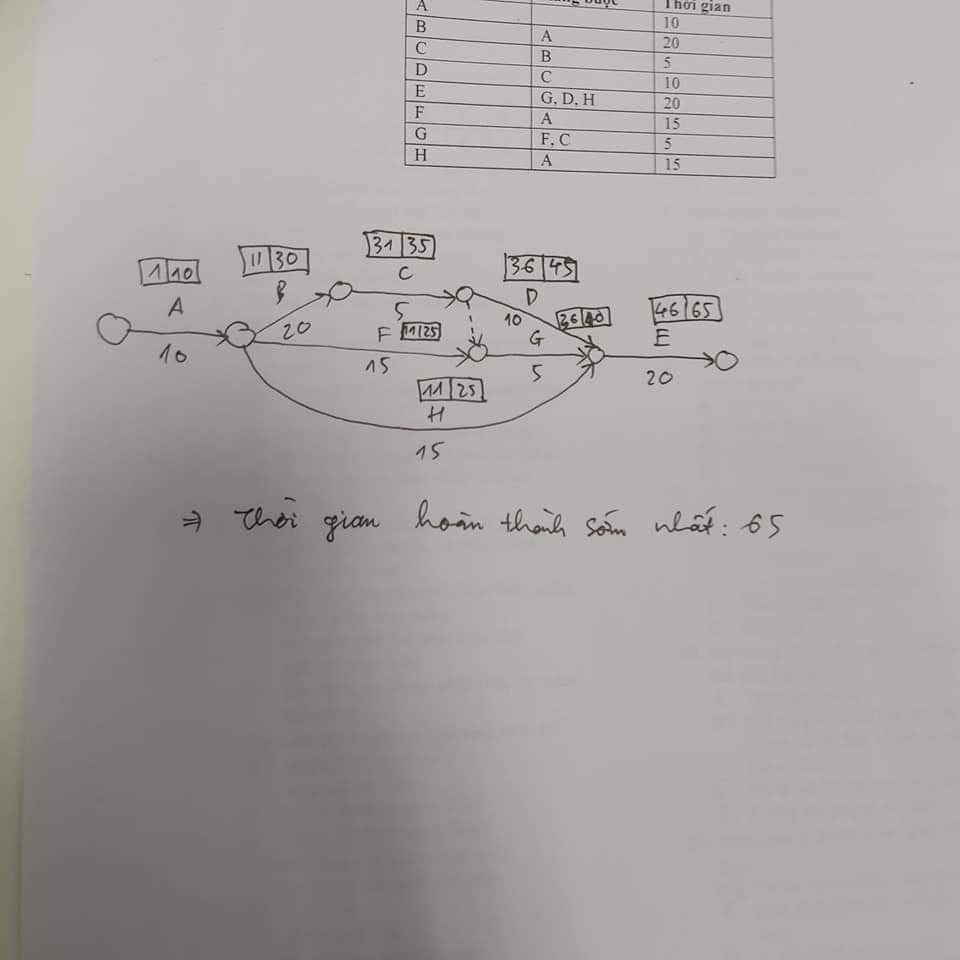 Thời gian
A 10
B A 20
C B 5
D C 10
E G, D, H 20
F A 15
G F, C 5
H A 15
31 35
11 30
C
36 45
1 10
B
D
46 65
A
5
10
36 40
20
F 11 25
G
E
10
15
5
20
11 25
H
15
⇒ Thời gian hoàn thành sớm nhất: 65